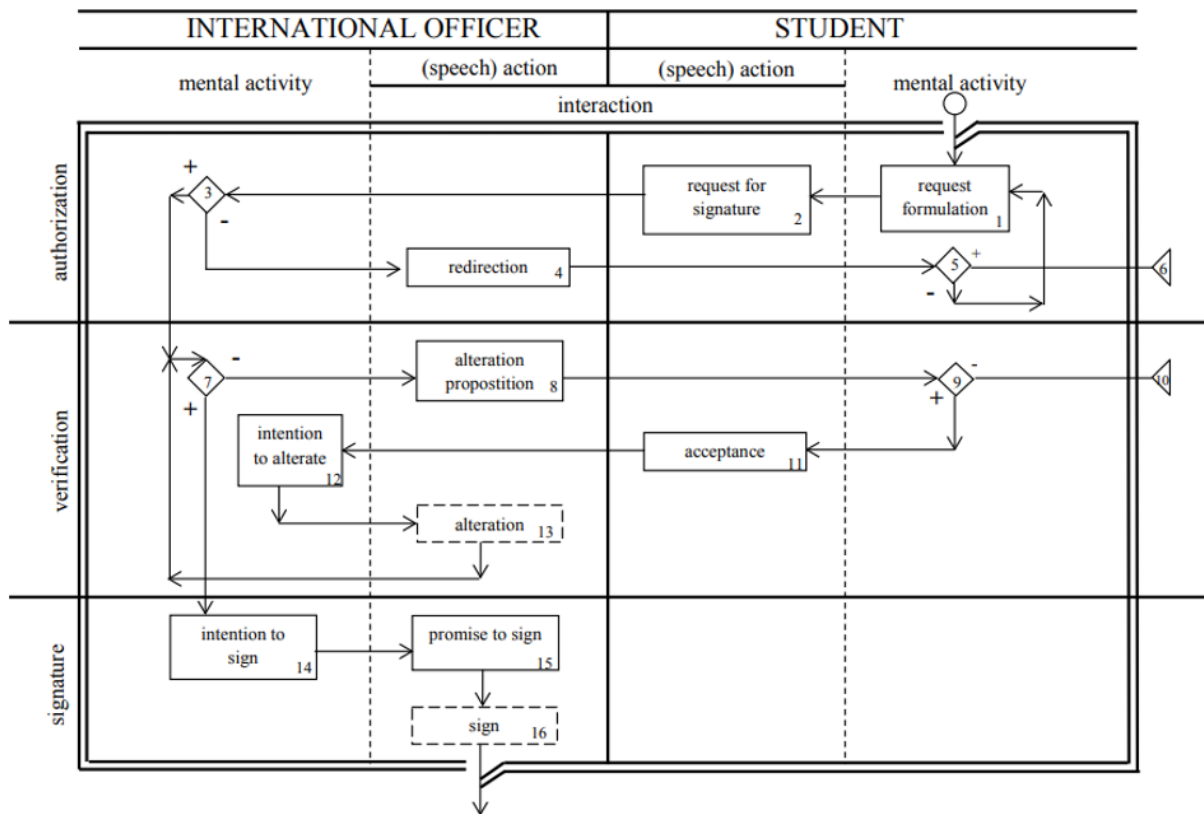 INTERNATIONAL OFFICER
STUDENT
mental activity
(speech) action
(speech) action
mental activity
interaction
authorization
+
3
-
request for
signature
2
request
formulation
1
redirection
4
5
+
-
6
verification
7
-
+
alteration
propostition
8
9
-
+
10
intention
to alterate
12
acceptance
11
alteration
13
signature
intention to
sign
14
promise to sign
15
sign
16